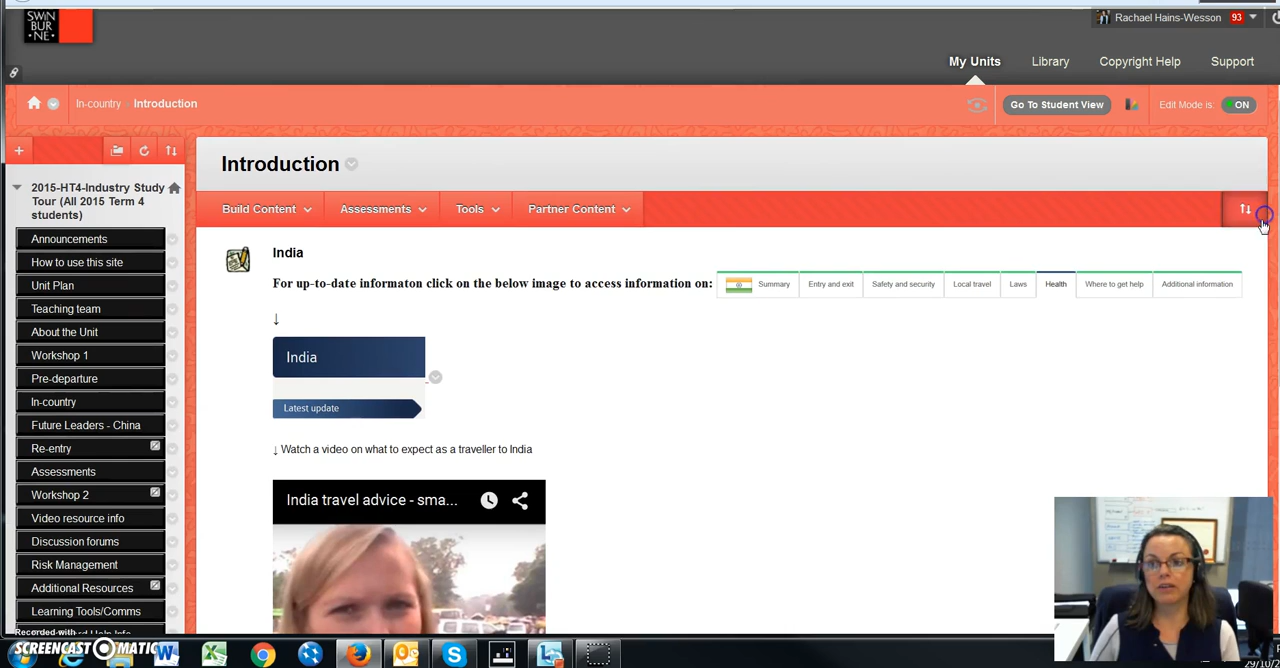 SWIN
BUR
NE
Rachael Hains-Wesson 93
My Units Library Copyright Help Support
In-country Introduction Go To Student View Edit Mode is: ON
Introduction
2015-HT4-Industry Study
Tour (All 2015 Term 4
students)
Build Content Assessments Tools Partner Content
Announcements
How to use this site
Unit Plan
Teaching team
About the Unit
Workshop 1
Pre-departure
In-country
Future Leaders - China
Re-entry
Assessments
Workshop 2
Video resource info
Discussion forums
Risk Management
Additional Resources
Learning Tools/Comms
India
For up-to-date informaton click on the below image to access information on:
Summary Entry and exit Safety and security Local travel Laws Health Where to get help Additional information
↓
India
Latest update
↓ Watch a video on what to expect as a traveller to India
India travel advice - sma...
Recorded with
SCREENCAST MATIC